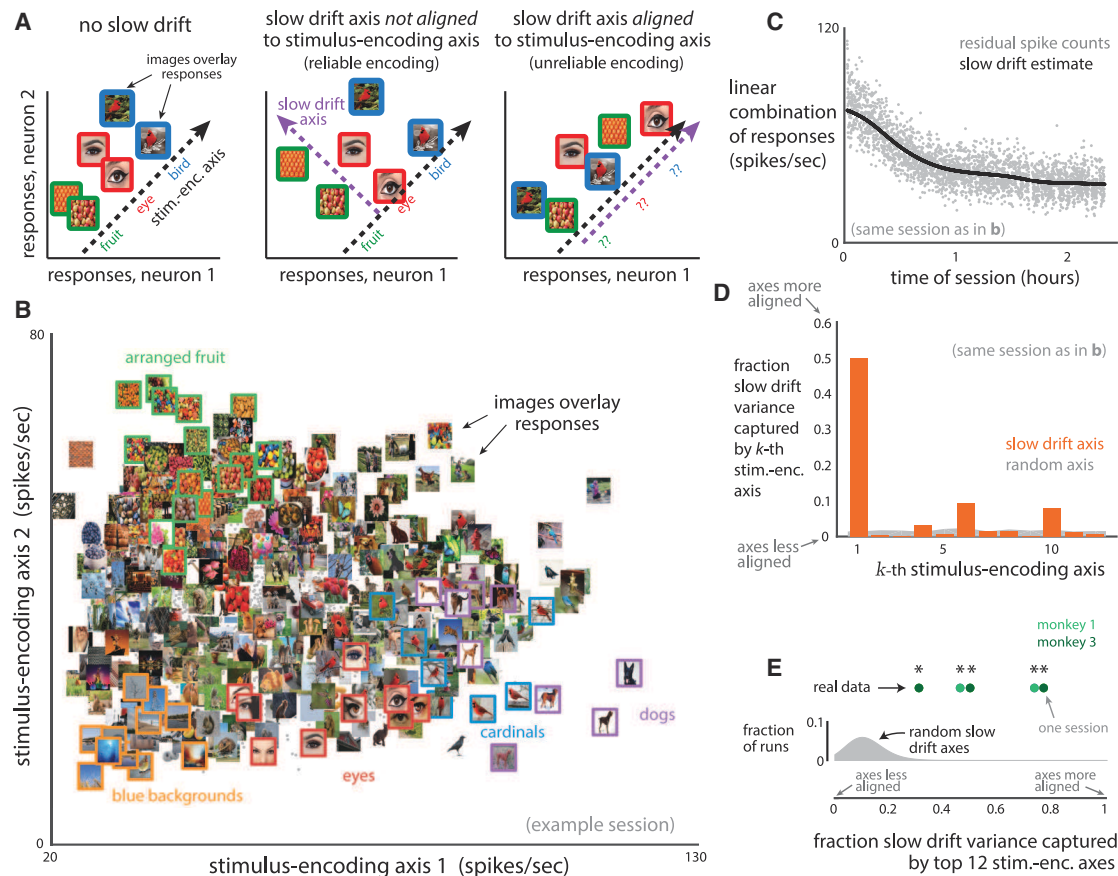 A
no slow drift
images overlay
responses
responses, neuron 2
fruit
eye
bird
stim.-enc. axis
responses, neuron 1
slow drift axis not aligned
to stimulus-encoding axis
(reliable encoding)
slow drift
axis
fruit
eye
bird
responses, neuron 1
slow drift axis aligned
to stimulus-encoding axis
(unreliable encoding)
??
??
??
responses, neuron 1
B
80
stimulus-encoding axis 2 (spikes/sec)
arranged fruit
images overlay
responses
dogs
cardinals
eyes
blue backgrounds
(example session)
0
20
130
stimulus-encoding axis 1 (spikes/sec)
C
120
residual spike counts
slow drift estimate
linear
combination
of responses
(spikes/sec)
(same session as in b)
0
0
1
2
time of session (hours)
D
axes more
aligned
0.6
0.5
0.4
0.3
0.2
0.1
0
fraction
slow drift
variance
captured
by k-th
stim.-enc.
axis
(same session as in b)
slow drift axis
random axis
axes less
aligned
1
5
10
k-th stimulus-encoding axis
monkey 1
monkey 3
E
* ** **
real data
one session
fraction
of runs
0.1
0
random slow
drift axes
axes less
aligned
axes more
aligned
0
0.2
0.4
0.6
0.8
1
fraction slow drift variance captured
by top 12 stim.-enc. axes